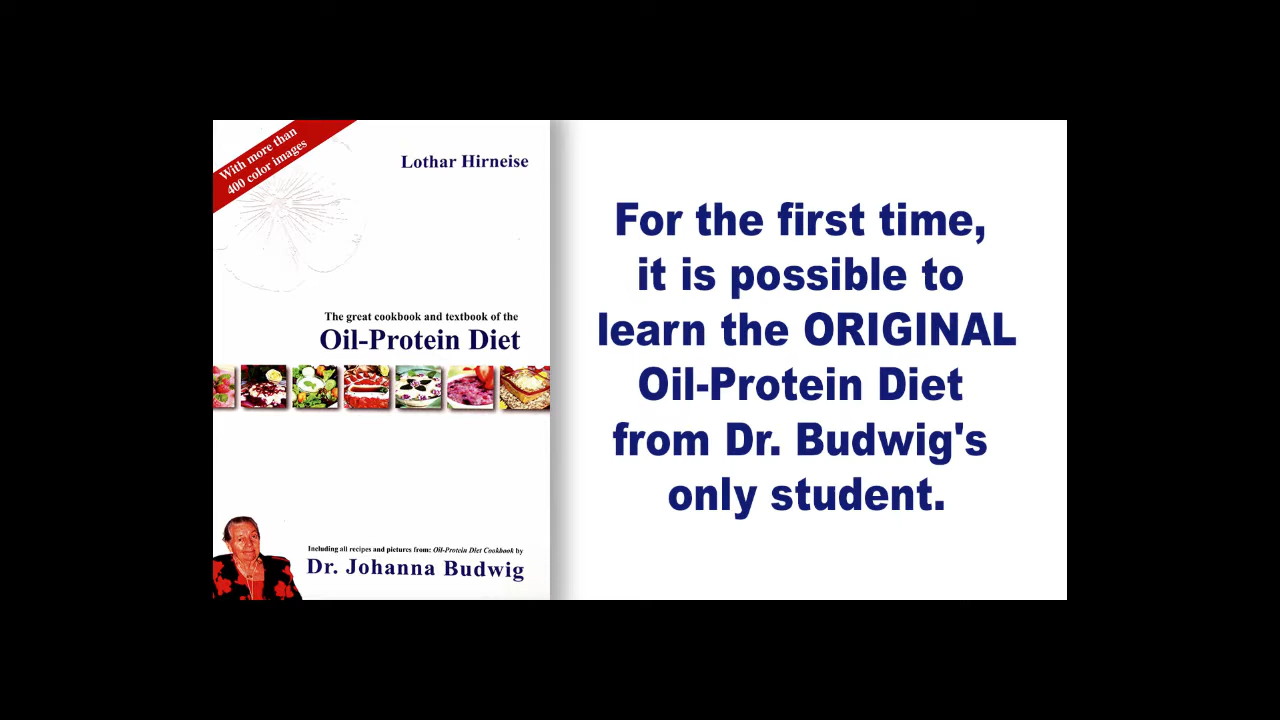 With more than
400 color images
Lothar Hirneise
The great cookbook and textbook of the
Oil-Protein Diet
Including all recipes and pictures from: Oil-Protein Diet Cookbook by
Dr. Johanna Budwig
For the first time,
it is possible to
learn the ORIGINAL
Oil-Protein Diet
from Dr. Budwig's
only student.